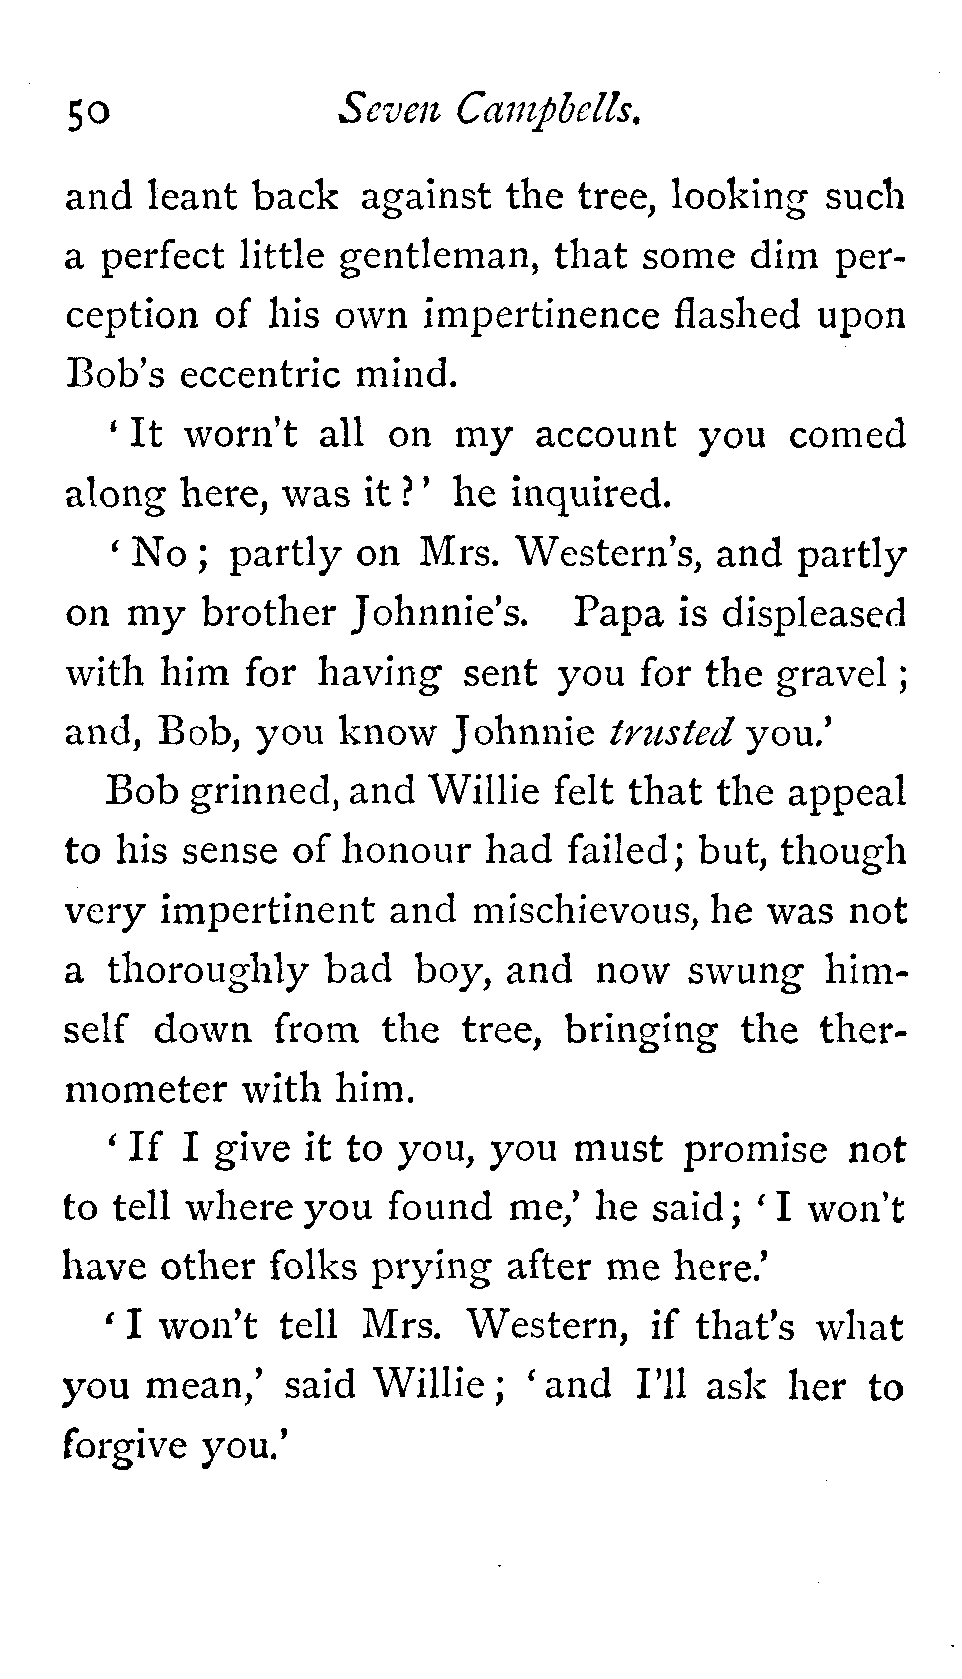 50 Seven Campbells.
and leant back against the tree, looking such
a perfect little gentleman, that some dim per-
ception of his own impertinence flashed upon
Bob's eccentric mind.
‘ It worn't all on my account you comed
along here, was it ?’ he inquired.
‘ No ; partly on Mrs. Western's, and partly
on my brother Johnnie's. Papa is displeased
with him for having sent you for the gravel ;
and, Bob, you know Johnnie trusted you.’
Bob grinned, and Willie felt that the appeal
to his sense of honour had failed; but, though
very impertinent and mischievous, he was not
a thoroughly bad boy, and now swung him-
self down from the tree, bringing the ther-
mometer with him.
‘ If I give it to you, you must promise not
to tell where you found me,’ he said; ‘ I won't
have other folks prying after me here.’
‘ I won't tell Mrs. Western, if that's what
you mean,’ said Willie ; ‘ and I'll ask her to
forgive you.’